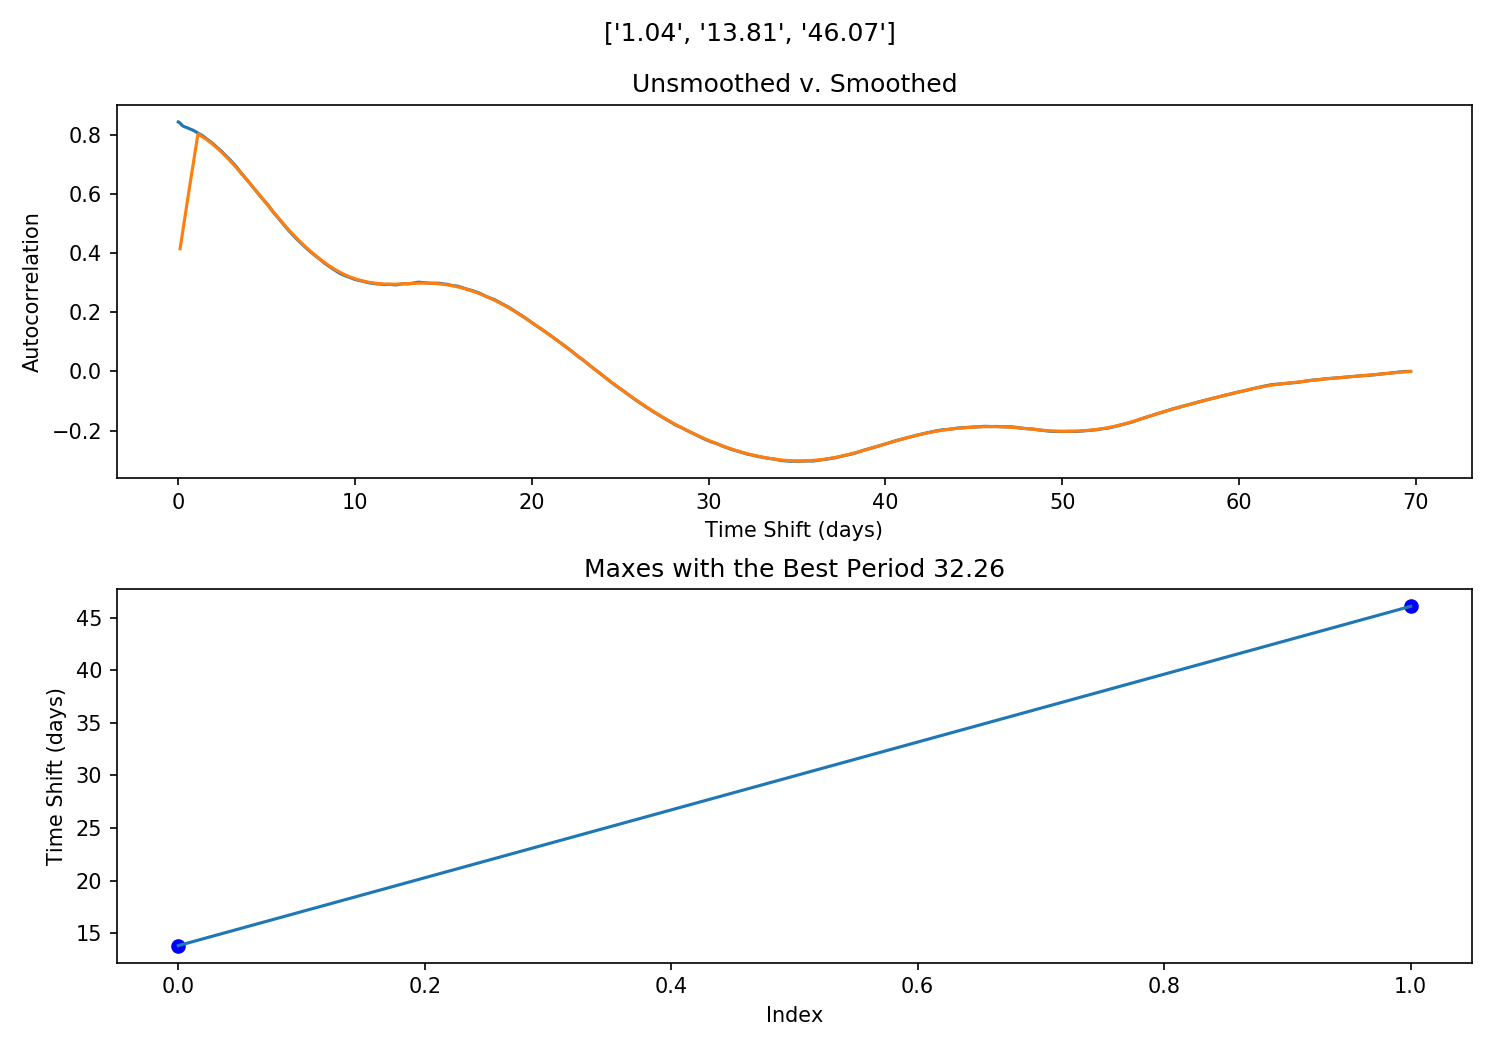 ['1.04', '13.81', '46.07']
Unsmoothed v. Smoothed
0.8
0.6
0.4
0.2
0.0
−0.2
Autocorrelation
0 10 20 30 40 50 60 70
Time Shift (days)
Maxes with the Best Period 32.26
45
40
35
30
25
20
15
Time Shift (days)
0.0 0.2 0.4 0.6 0.8 1.0
Index